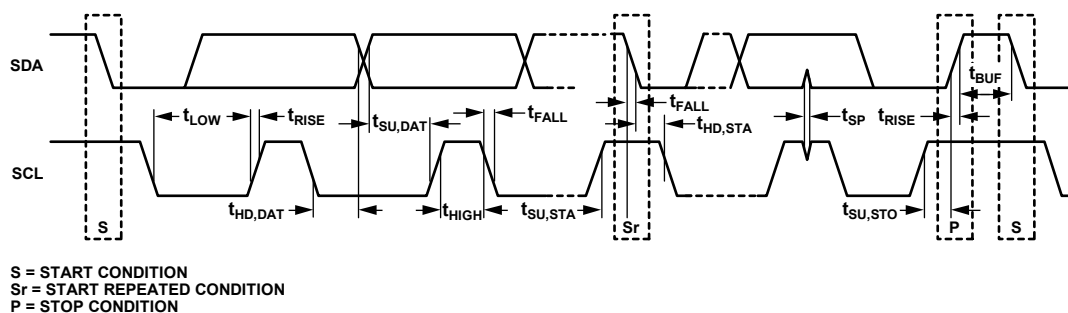 SDA
tBUF
tLOW
tRISE
tSU,DAT
tFALL
tFALL
tHD,STA
tSP
tRISE
SCL
tHD,DAT
tHIGH
tSU,STA
tSU,STO
S
Sr
P
S
S = START CONDITION
Sr = START REPEATED CONDITION
P = STOP CONDITION